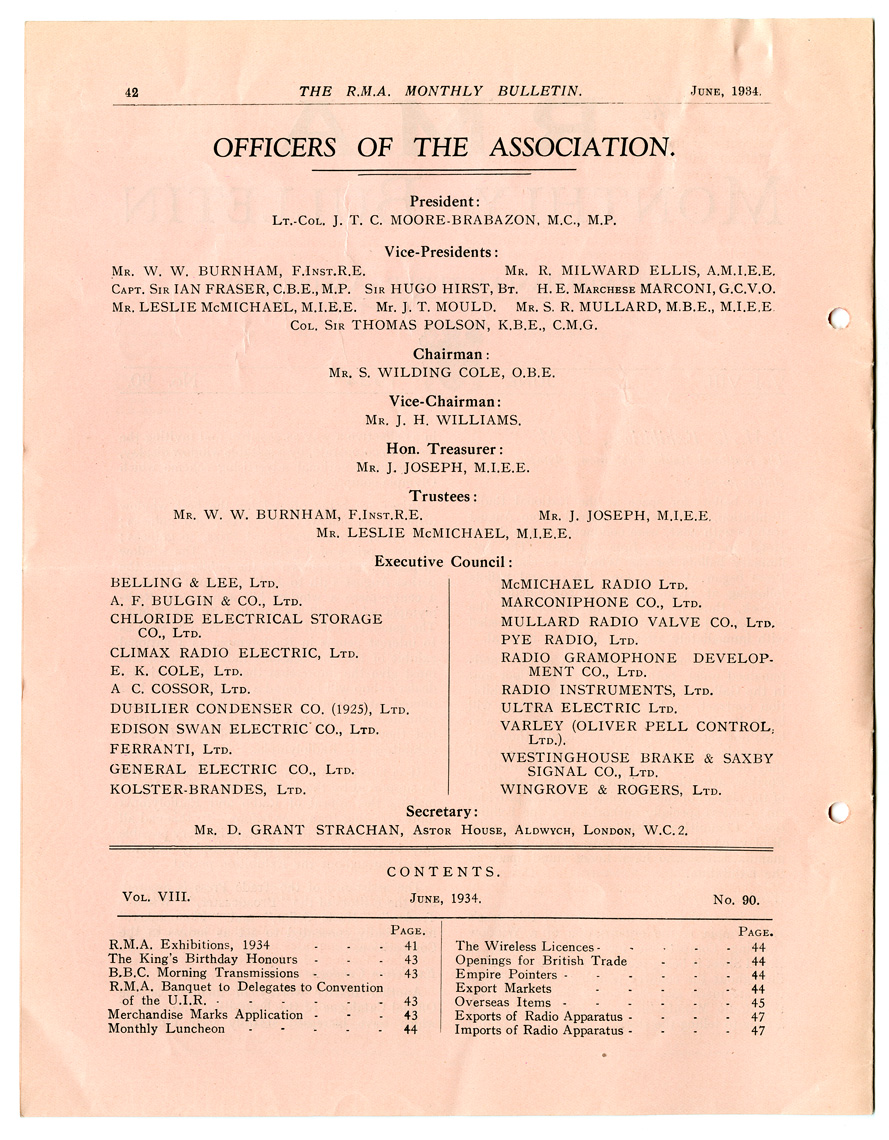 42 THE R.M.A. MONTHLY BULLETIN. JUNE, 1934.
OFFICERS OF THE ASSOCIATION.
President:
LT.-COL. J. T. C. MOORE-BRABAZON, M.C., M.P.
Vice-Presidents:
MR. W. W. BURNHAM, F.INST.R.E. MR. R. MILWARD ELLIS, A.M.I.E.E.
CAPT. SIR IAN FRASER, C.B.E., M.P. SIR HUGO HIRST, BT. H. E. MARCHESE MARCONI, G.C.V.O.
MR. LESLIE McMICHAEL, M.I.E.E. Mr. J. T. MOULD. MR. S. R. MULLARD, M.B.E., M.I.E.E
COL. SIR THOMAS POLSON, K.B.E., C.M.G.
Chairman:
MR. S. WILDING COLE, O.B.E.
Vice-Chairman:
MR. J. H. WILLIAMS.
Hon. Treasurer:
MR. J. JOSEPH, M.I.E.E.
Trustees:
MR. W. W. BURNHAM, F.INST.R.E. MR. J. JOSEPH, M.I.E.E.
MR. LESLIE McMICHAEL, M.I.E.E.
Executive Council:
BELLING & LEE, LTD.
A. F. BULGIN & CO., LTD.
CHLORIDE ELECTRICAL STORAGE
CO., LTD.
CLIMAX RADIO ELECTRIC, LTD.
E. K. COLE, LTD.
A C. COSSOR, LTD.
DUBILIER CONDENSER CO. (1925), LTD.
EDISON SWAN ELECTRIC CO., LTD.
FERRANTI, LTD.
GENERAL ELECTRIC CO., LTD.
KOLSTER-BRANDES, LTD.
McMICHAEL RADIO LTD.
MARCONIPHONE CO., LTD.
MULLARD RADIO VALVE CO., LTD.
PYE RADIO, LTD.
RADIO GRAMOPHONE DEVELOP-
MENT CO., LTD.
RADIO INSTRUMENTS, LTD.
ULTRA ELECTRIC LTD.
VARLEY (OLIVER PELL CONTROL,
LTD.).
WESTINGHOUSE BRAKE & SAXBY
SIGNAL CO., LTD.
WINGROVE & ROGERS, LTD.
Secretary:
MR. D. GRANT STRACHAN, ASTOR HOUSE, ALDWYCH, LONDON, W.C.2.
CONTENTS.
VOL. VIII. JUNE, 1934. No. 90.
PAGE.
R.M.A. Exhibitions, 1934 - - - 41
The King's Birthday Honours - - - 43
B.B.C. Morning Transmissions - - - 43
R.M.A. Banquet to Delegates to Convention
of the U.I.R. - - - - - - 43
Merchandise Marks Application - - - 43
Monthly Luncheon - - - - - 44
PAGE.
The Wireless Licences - - - - - 44
Openings for British Trade - - - 44
Empire Pointers - - - - - - 44
Export Markets - - - - - 44
Overseas Items - - - - - - 45
Exports of Radio Apparatus - - - - 47
Imports of Radio Apparatus - - - - 47